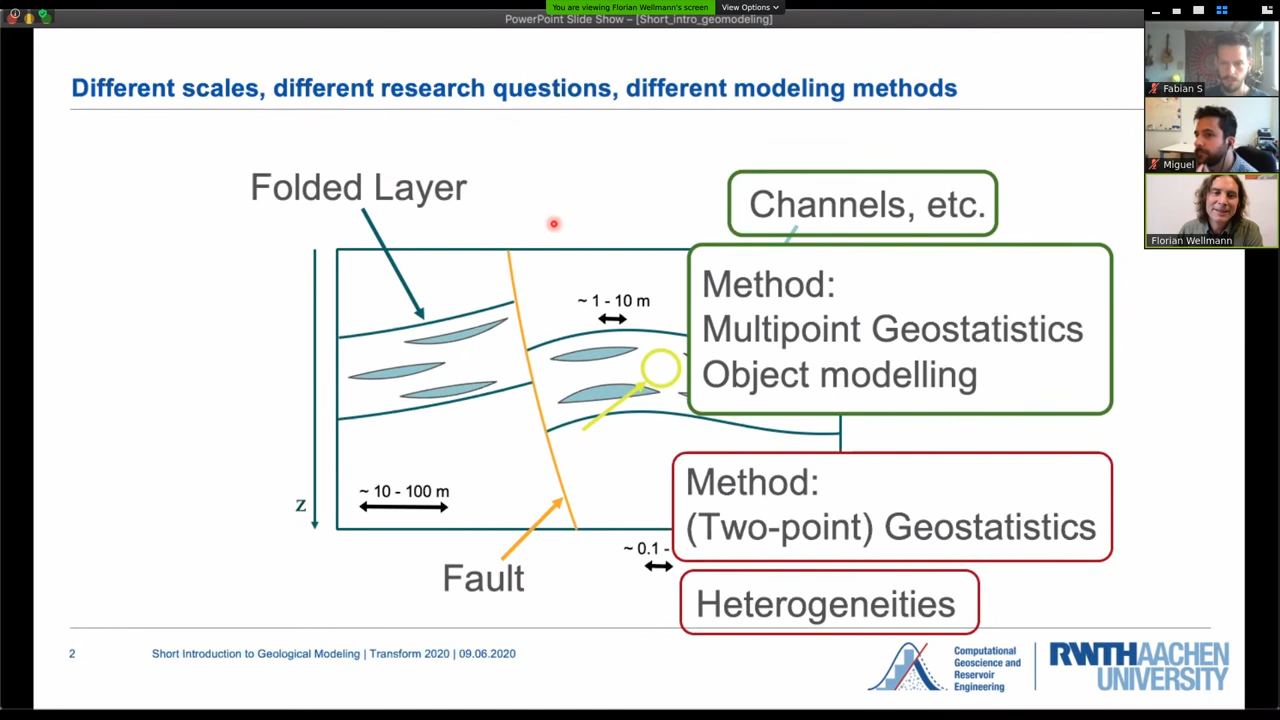 You are viewing Florian Wellmann's screen
View Options
PowerPoint Slide Show – [Short_intro_geomodeling]
Different scales, different research questions, different modeling methods
Fabian S
Miguel
Florian Wellmann
Folded Layer
Channels, etc.
Method:
Multipoint Geostatistics
Object modelling
~ 1 - 10 m
~ 10 - 100 m
z
Method:
(Two-point) Geostatistics
~ 0.1 -
Fault
Heterogeneities
2
Short Introduction to Geological Modeling | Transform 2020 | 09.06.2020
Computational
Geoscience and
Reservoir
Engineering
RWTHAACHEN
UNIVERSITY